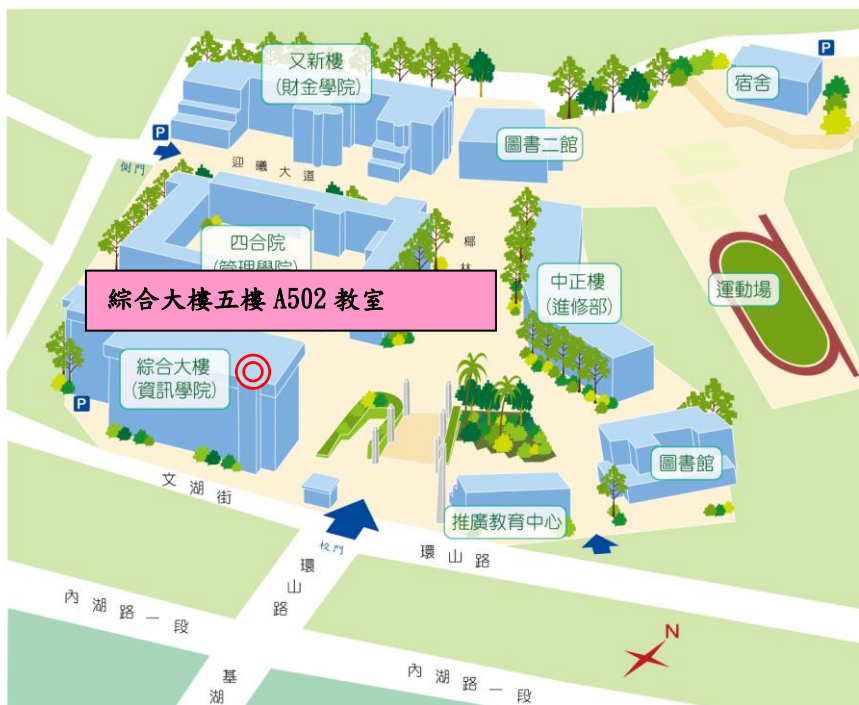 又新樓
(財金學院)
P
宿舍
P
圖書二館
側門
迎曦大道
四合院
(管理學院)
椰林
中正樓
(進修部)
運動場
綜合大樓五樓 A502 教室
綜合大樓
(資訊學院)
P
圖書館
文湖街
推廣教育中心
校門
環山路
環山路
內湖路一段
N
內湖路一段
基湖